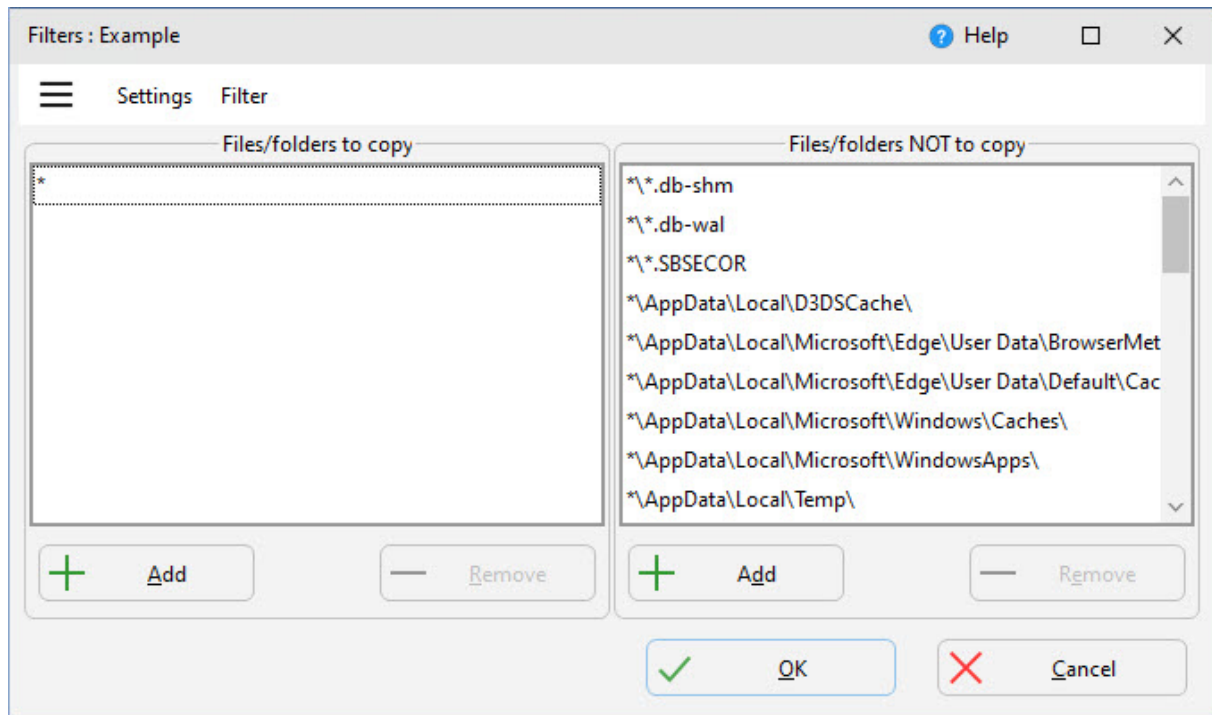 Filters : Example
? Help
Settings Filter
Files/folders to copy
*
Add
Remove
Files/folders NOT to copy
*\*.db-shm
*\*.db-wal
*\*.SBSECOR
*\AppData\Local\D3DSCache\
*\AppData\Local\Microsoft\Edge\User Data\BrowserMet
*\AppData\Local\Microsoft\Edge\User Data\Default\Cac
*\AppData\Local\Microsoft\Windows\Caches\
*\AppData\Local\Microsoft\WindowsApps\
*\AppData\Local\Temp\
Add
Remove
OK
Cancel